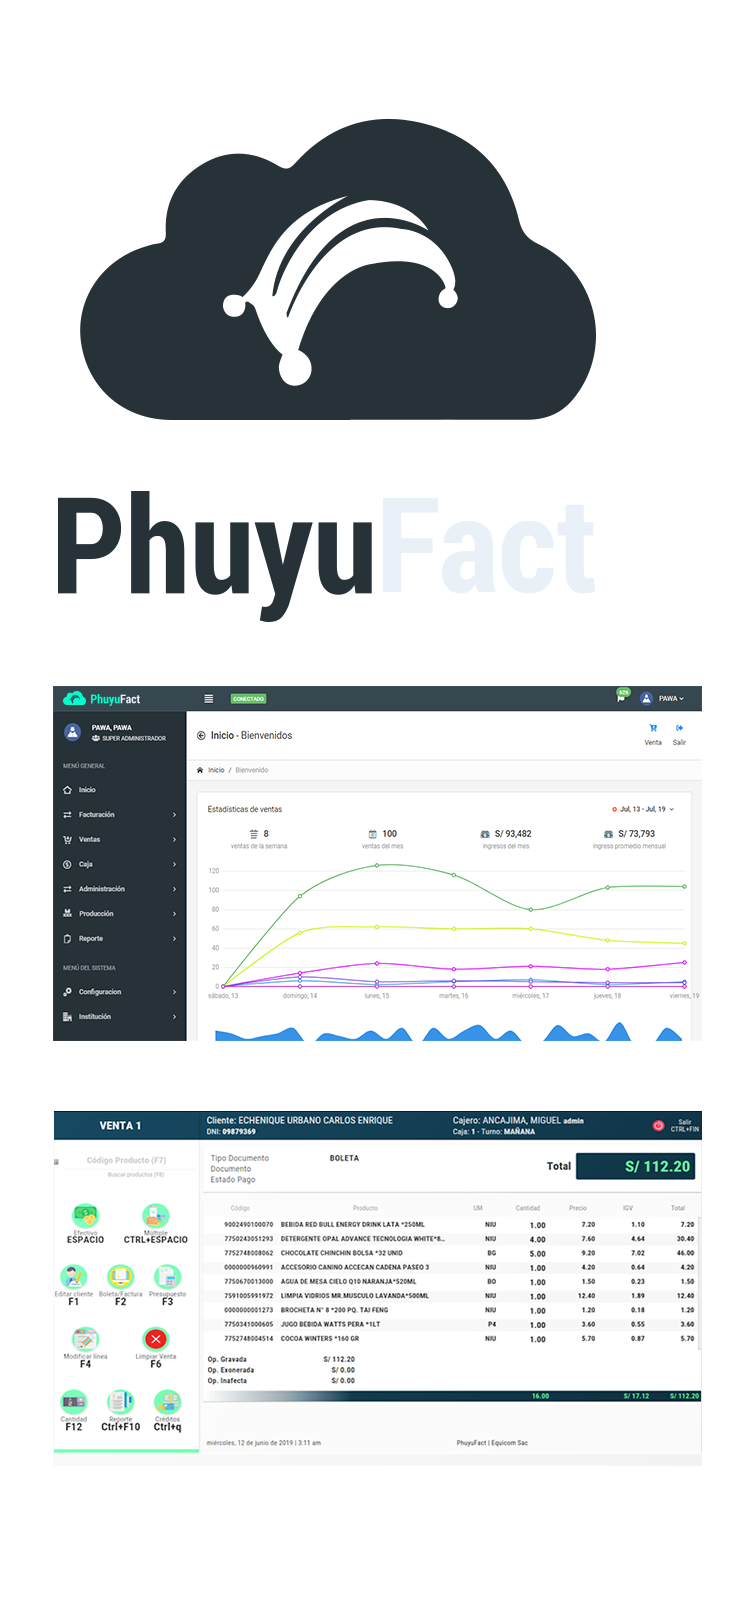 PhuyuFact
PhuyuFact
CONECTADO
626
PAWA
PAWA, PAWA
SUPER ADMINISTRADOR
Inicio - Bienvenidos
Venta
Salir
MENÚ GENERAL
Inicio / Bienvenido
Inicio
Facturación
Ventas
Caja
Administración
Producción
Reporte
MENÚ DEL SISTEMA
Configuracion
Institución
Estadísticas de ventas
Jul, 13 - Jul, 19
8
ventas de la semana
100
ventas del mes
S/ 93,482
ingresos del mes
S/ 73,793
ingreso promedio mensual
120
100
80
60
40
20
0
sábado, 13
domingo, 14
lunes, 15
martes, 16
miércoles, 17
jueves, 18
viernes, 19
VENTA 1
Cliente: ECHENIQUE URBANO CARLOS ENRIQUE
DNI: 09879369
Cajero: ANCAJIMA, MIGUEL admin
Caja: 1 - Turno: MAÑANA
Salir
CTRL+FIN
Código Producto (F7)
Buscar productos (F8)
Efectivo
ESPACIO
Múltiple
CTRL+ESPACIO
Editar cliente
F1
Boleta/Factura
F2
Presupuesto
F3
Modificar línea
F4
Limpiar Venta
F6
Cantidad
F12
Reporte
Ctrl+F10
Créditos
Ctrl+q
Tipo Documento BOLETA
Documento
Estado Pago
Total S/ 112.20
Código Producto UM Cantidad Precio IGV Total
9002490100070 BEBIDA RED BULL ENERGY DRINK LATA *250ML NIU 1.00 7.20 1.10 7.20
7750243051293 DETERGENTE OPAL ADVANCE TECNOLOGIA WHITE*8... NIU 4.00 7.60 4.64 30.40
7752748008062 CHOCOLATE CHINCHIN BOLSA *32 UNID BG 5.00 9.20 7.02 46.00
0000000960991 ACCESORIO CANINO ACCECAN CADENA PASEO 3 NIU 1.00 4.20 0.64 4.20
7750670013000 AGUA DE MESA CIELO Q10 NARANJA*520ML BO 1.00 1.50 0.23 1.50
7591005991972 LIMPIA VIDRIOS MR.MUSCULO LAVANDA*500ML NIU 1.00 12.40 1.89 12.40
0000000001273 BROCHETA N° 8 *200 PQ. TAI FENG NIU 1.00 1.20 0.18 1.20
7750341000605 JUGO BEBIDA WATTS PERA *1LT P4 1.00 3.60 0.55 3.60
7752748004514 COCOA WINTERS *160 GR NIU 1.00 5.70 0.87 5.70
Op. Gravada S/ 112.20
Op. Exonerada S/ 0.00
Op. Inafecta S/ 0.00
16.00 S/ 17.12 S/ 112.20
miércoles, 12 de junio de 2019 | 3:11 am
PhuyuFact | Equicom Sac